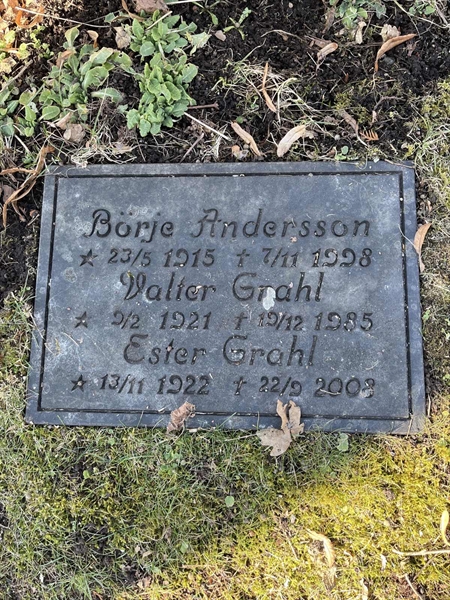 Börje Andersson
☆ 23/5 1915 † 7/11 1998
Valter Grahl
☆ 9/2 1921 † 19/12 1985
Ester Grahl
☆ 13/11 1922 † 22/9 2008